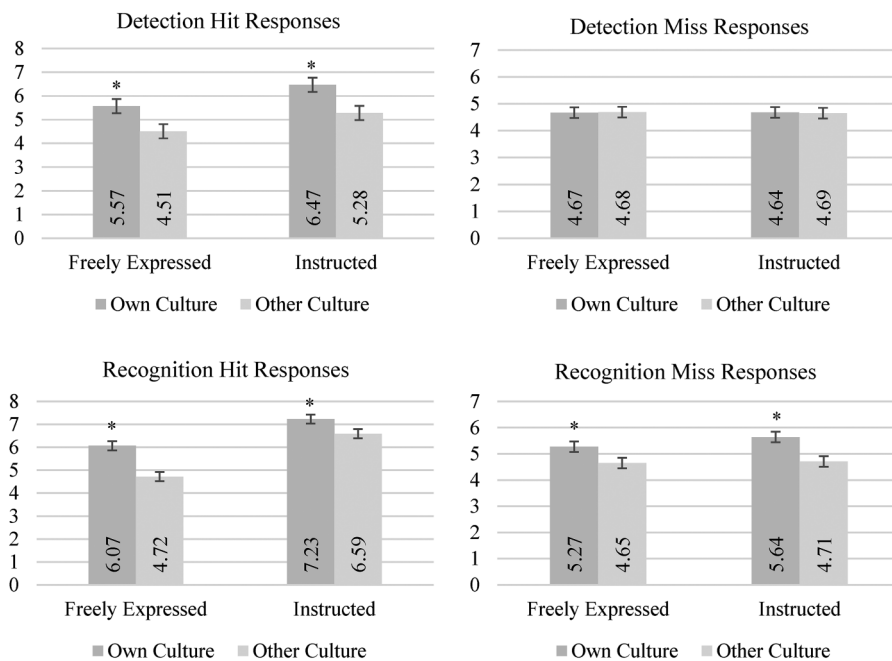 Detection Hit Responses
8
7
6
5
4
3
2
1
0
*
*
5.57
4.51
6.47
5.28
Freely Expressed
Instructed
Own Culture
Other Culture
Detection Miss Responses
7
6
5
4
3
2
1
0
4.67
4.68
4.64
4.69
Freely Expressed
Instructed
Own Culture
Other Culture
Recognition Hit Responses
8
7
6
5
4
3
2
1
0
*
*
6.07
4.72
7.23
6.59
Freely Expressed
Instructed
Own Culture
Other Culture
Recognition Miss Responses
7
6
5
4
3
2
1
0
*
*
5.27
4.65
5.64
4.71
Freely Expressed
Instructed
Own Culture
Other Culture